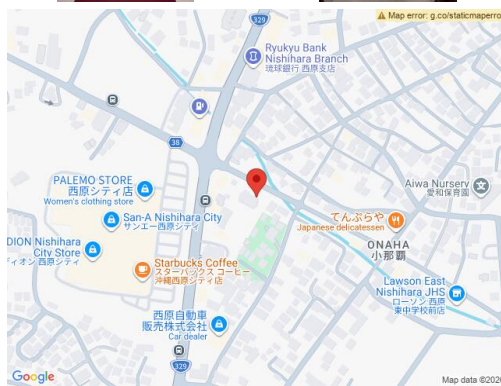 Map error: g.co/staticmaperro
329
Ryukyu Bank
Nishihara Branch
琉球銀行 西原支店
38
PALEMO STORE
西原シティ店
Women's clothing store
San-A Nishihara City
サンエー西原シティ
DION Nishihara
City Store
ディオン 西原シティ
Starbucks Coffee
スターバックス コーヒー
沖縄西原シティ店
西原自動車
販売株式会社
Car dealer
329
Aiwa Nursery
愛和保育園
てんぷらや
Japanese delicatessen
ONAHA
小那覇
Lawson East
Nishihara JHS
ローソン 西原
東中学校前店
Google
Map data ©202